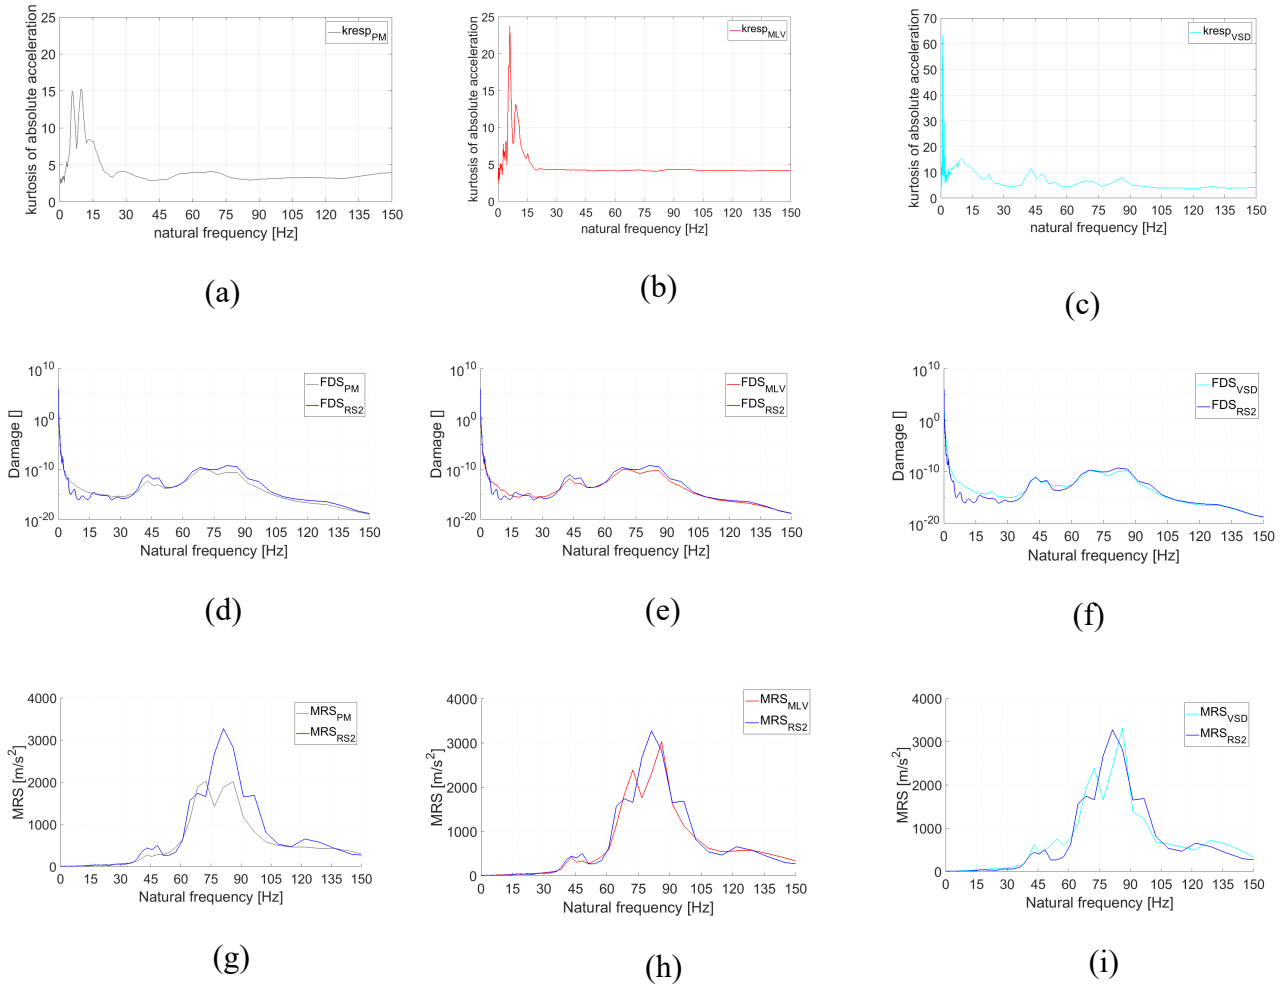 25
20
15
10
5
0
kurtosis of absolute acceleration
kresp_PM
0 15 30 45 60 75 90 105 120 135 150
natural frequency [Hz]
(a)
25
20
15
10
5
0
kurtosis of absolute acceleration
kresp_MLV
0 15 30 45 60 75 90 105 120 135 150
natural frequency [Hz]
(b)
70
60
50
40
30
20
10
0
kurtosis of absolute acceleration
kresp_VSD
0 15 30 45 60 75 90 105 120 135 150
natural frequency [Hz]
(c)
10^10
10^0
10^-10
10^-20
Damage []
FDS_PM
FDS_RS2
0 15 30 45 60 75 90 105 120 135 150
Natural frequency [Hz]
(d)
10^10
10^0
10^-10
10^-20
Damage []
FDS_MLV
FDS_RS2
0 15 30 45 60 75 90 105 120 135 150
Natural frequency [Hz]
(e)
10^10
10^0
10^-10
10^-20
Damage []
FDS_VSD
FDS_RS2
0 15 30 45 60 75 90 105 120 135 150
Natural frequency [Hz]
(f)
4000
3000
2000
1000
0
MRS [m/s^2]
MRS_PM
MRS_RS2
0 15 30 45 60 75 90 105 120 135 150
Natural frequency [Hz]
(g)
4000
3000
2000
1000
0
MRS [m/s^2]
MRS_MLV
MRS_RS2
0 15 30 45 60 75 90 105 120 135 150
Natural frequency [Hz]
(h)
4000
3000
2000
1000
0
MRS [m/s^2]
MRS_VSD
MRS_RS2
0 15 30 45 60 75 90 105 120 135 150
Natural frequency [Hz]
(i)